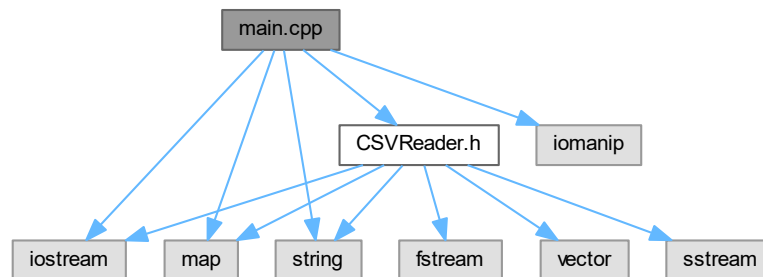 main.cpp
CSVReader.h
iomanip
iostream
map
string
fstream
vector
sstream